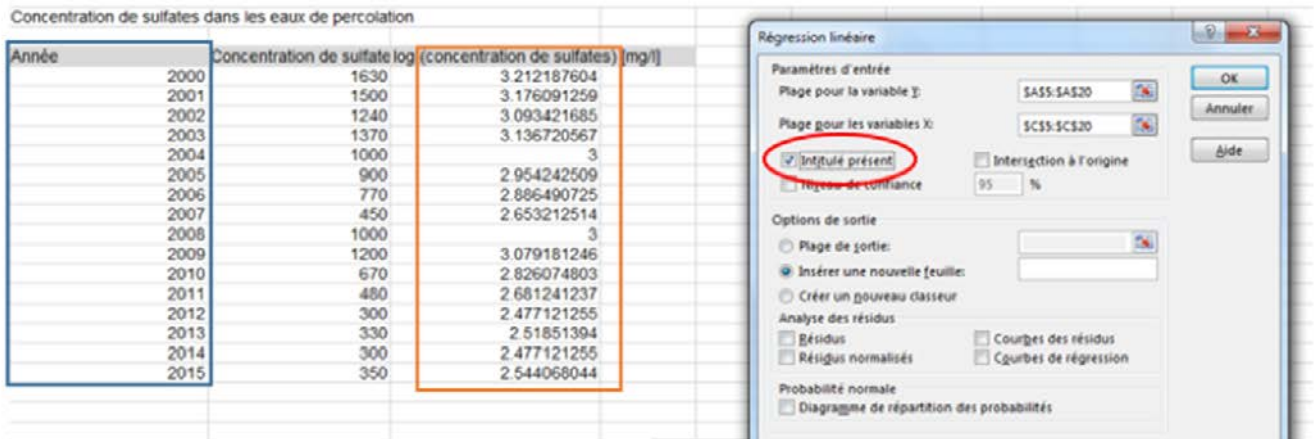 Concentration de sulfates dans les eaux de percolation
Année Concentration de sulfate log (concentration de sulfates) [mg/l]
2000 1630 3.212187604
2001 1500 3.176091259
2002 1240 3.093421685
2003 1370 3.136720567
2004 1000 3
2005 900 2.954242509
2006 770 2.886490725
2007 450 2.653212514
2008 1000 3
2009 1200 3.079181246
2010 670 2.826074803
2011 480 2.681241237
2012 300 2.477121255
2013 330 2.51851394
2014 300 2.477121255
2015 350 2.544068044
Régression linéaire
Paramètres d'entrée
Plage pour la variable Y: $A$5:$A$20
Plage pour les variables X: $C$5:$C$20
Intitulé présent Intersection à l'origine
Niveau de confiance 95 %
Options de sortie
Plage de sortie:
Insérer une nouvelle feuille:
Créer un nouveau classeur
Analyse des résidus
Résidus Courbes des résidus
Résidus normalisés Courbes de régression
Probabilité normale
Diagramme de répartition des probabilités
OK
Annuler
Aide